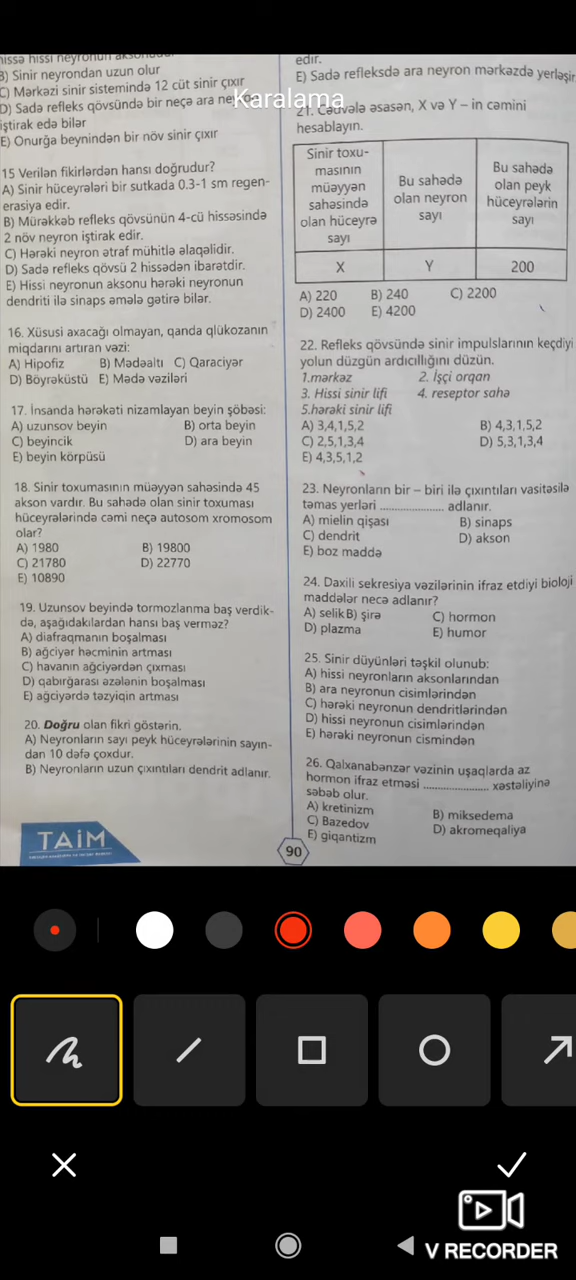 hissə hissi neyronun
B) Sinir neyrondan uzun olur
C) Mərkəzi sinir sistemində 12 cüt sinir çıxır
D) Sadə refleks qövsündə bir neçə ara
iştirak edə bilər
E) Onurğa beynindən bir növ sinir çıxır
15 Verilən fikirlərdən hansı doğrudur?
A) Sinir hüceyrələri bir sutkada 0.3-1 sm regen-
erasiya edir.
B) Mürəkkəb refleks qövsünün 4-cü hissəsində
2 növ neyron iştirak edir.
C) Hərəki neyron ətraf mühitlə əlaqəlidir.
D) Sadə refleks qövsü 2 hissədən ibarətdir.
E) Hissi neyronun aksonu hərəki neyronun
dendriti ilə sinaps əmələ gətirə bilər.
16. Xüsusi axacağı olmayan, qanda qlükozanın
miqdarını artıran vəzi:
A) Hipofiz B) Mədəaltı C) Qaraciyər
D) Böyrəküstü E) Mədə vəziləri
17. İnsanda hərəkəti nizamlayan beyin şöbəsi:
A) uzunsov beyin B) orta beyin
C) beyincik D) ara beyin
E) beyin körpüsü
18. Sinir toxumasının müəyyən sahəsində 45
akson vardır. Bu sahədə olan sinir toxuması
hüceyrələrində cəmi neçə autosom xromosom
olar?
A) 1980 B) 19800
C) 21780 D) 22770
E) 10890
19. Uzunsov beyində tormozlanma baş verdik-
də, aşağıdakılardan hansı baş verməz?
A) diafraqmanın boşalması
B) ağciyər həcminin artması
C) havanın ağciyərdən çıxması
D) qabırğarası əzələnin boşalması
E) ağciyərdə təzyiqin artması
20. Doğru olan fikri göstərin.
A) Neyronların sayı peyk hüceyrələrinin sayın-
dan 10 dəfə çoxdur.
B) Neyronların uzun çıxıntıları dendrit adlanır.
TAİM
edir.
E) Sadə refleksdə ara neyron mərkəzdə yerləşir
Karalama
21. Cədvələ əsasən, X və Y – in cəmini
hesablayın.
Sinir toxu-
masının
müəyyən
sahəsində
olan hüceyrə
sayı
Bu sahədə
olan neyron
sayı
Bu sahədə
olan peyk
hüceyrələrin
sayı
X Y 200
A) 220 B) 240 C) 2200
D) 2400 E) 4200
22. Refleks qövsündə sinir impulslarının keçdiyi
yolun düzgün ardıcıllığını düzün.
1.mərkəz 2. İşçi orqan
3. Hissi sinir lifi 4. reseptor sahə
5.hərəki sinir lifi
A) 3,4,1,5,2 B) 4,3,1,5,2
C) 2,5,1,3,4 D) 5,3,1,3,4
E) 4,3,5,1,2
23. Neyronların bir – biri ilə çıxıntıları vasitəsilə
təmas yerləri .................. adlanır.
A) mielin qişası B) sinaps
C) dendrit D) akson
E) boz maddə
24. Daxili sekresiya vəzilərinin ifraz etdiyi bioloji
maddələr necə adlanır?
A) selik B) şirə C) hormon
D) plazma E) humor
25. Sinir düyünləri təşkil olunub:
A) hissi neyronların aksonlarından
B) ara neyronun cisimlərindən
C) hərəki neyronun dendritlərindən
D) hissi neyronun cisimlərindən
E) hərəki neyronun cismindən
26. Qalxanabənzər vəzinin uşaqlarda az
hormon ifraz etməsi .................. xəstəliyinə
səbəb olur.
A) kretinizm B) miksedema
C) Bazedov D) akromeqaliya
E) giqantizm
90
V RECORDER